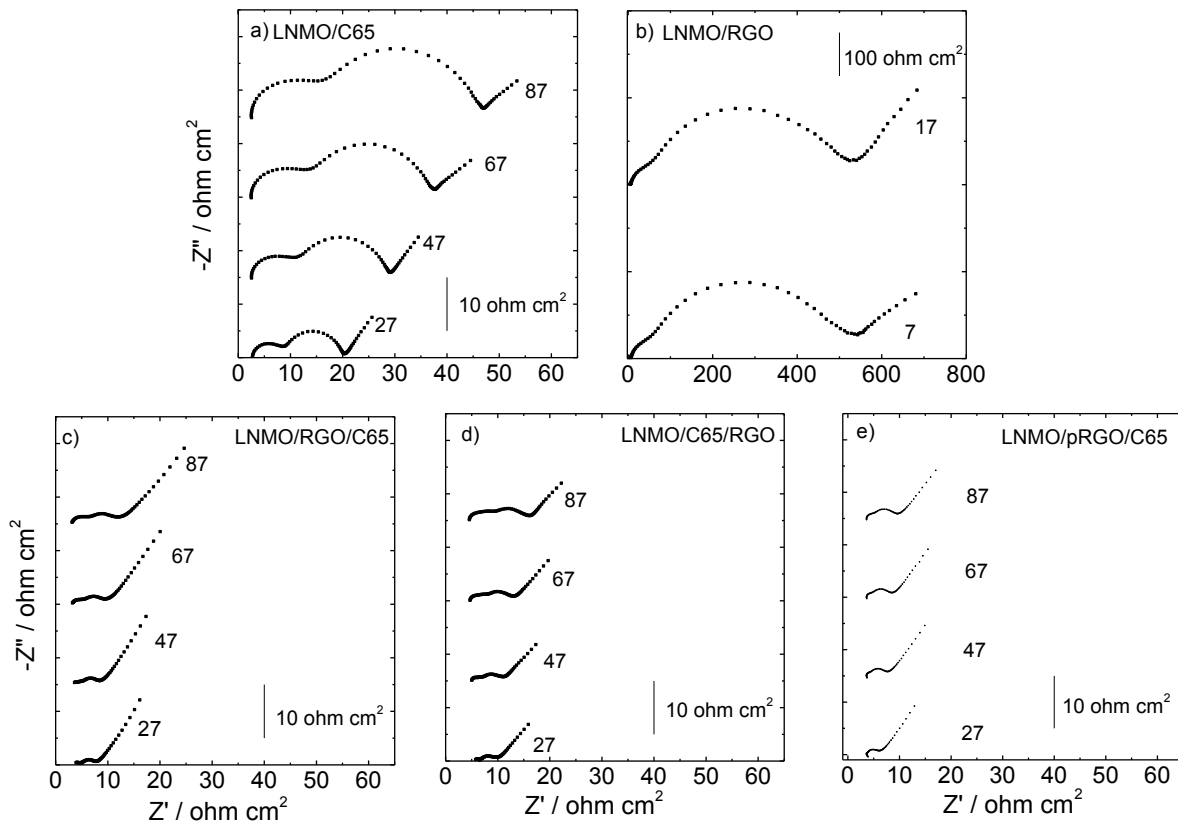 a) LNMO/C65
87
67
47
27
10 ohm cm²
-Z'' / ohm cm²
0 10 20 30 40 50 60
b) LNMO/RGO
100 ohm cm²
17
7
0 200 400 600 800
c) LNMO/RGO/C65
87
67
47
27
10 ohm cm²
-Z'' / ohm cm²
0 10 20 30 40 50 60
Z' / ohm cm²
d) LNMO/C65/RGO
87
67
47
27
10 ohm cm²
0 10 20 30 40 50 60
Z' / ohm cm²
e) LNMO/pRGO/C65
87
67
47
27
10 ohm cm²
0 10 20 30 40 50 60
Z' / ohm cm²